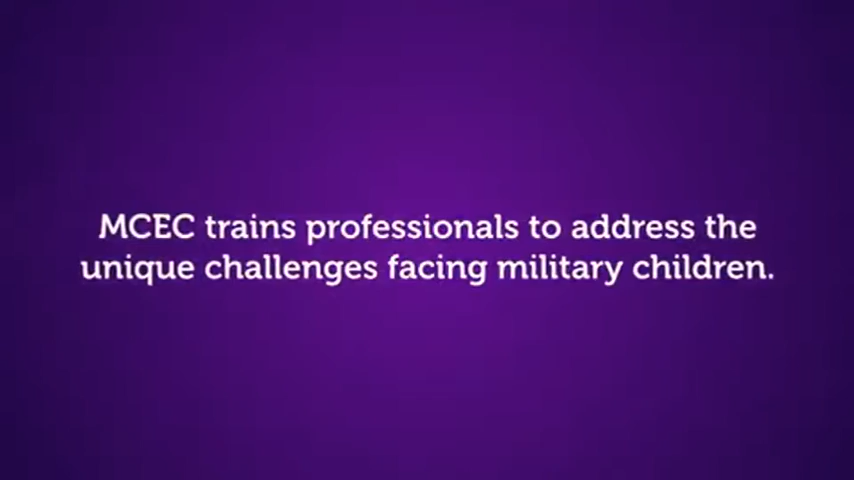 MCEC trains professionals to address the
unique challenges facing military children.